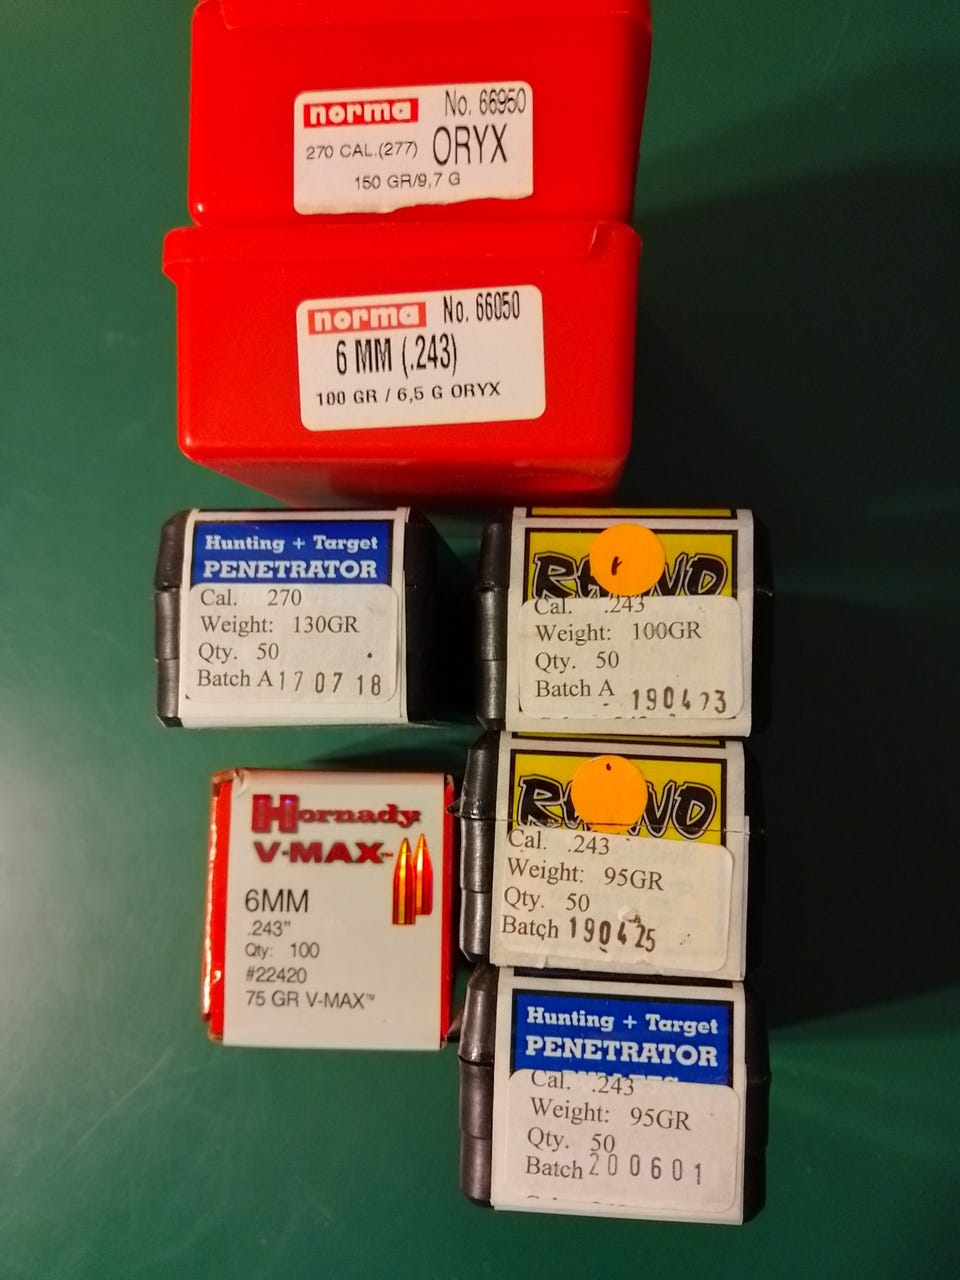 norma No. 66950
270 CAL.(277) ORYX
150 GR/9,7 G
norma No. 66050
6 MM (.243)
100 GR / 6,5 G ORYX
Hunting + Target
PENETRATOR
Cal. 270
Weight: 130GR
Qty. 50
Batch A 17 07 18
RHINO
Cal. .243
Weight: 100GR
Qty. 50
Batch A 190423
Hornady
V-MAX
6MM
.243"
Qty: 100
#22420
75 GR V-MAX™
RHINO
Cal. .243
Weight: 95GR
Qty. 50
Batch 190425
Hunting + Target
PENETRATOR
Cal. .243
Weight: 95GR
Qty. 50
Batch 200601